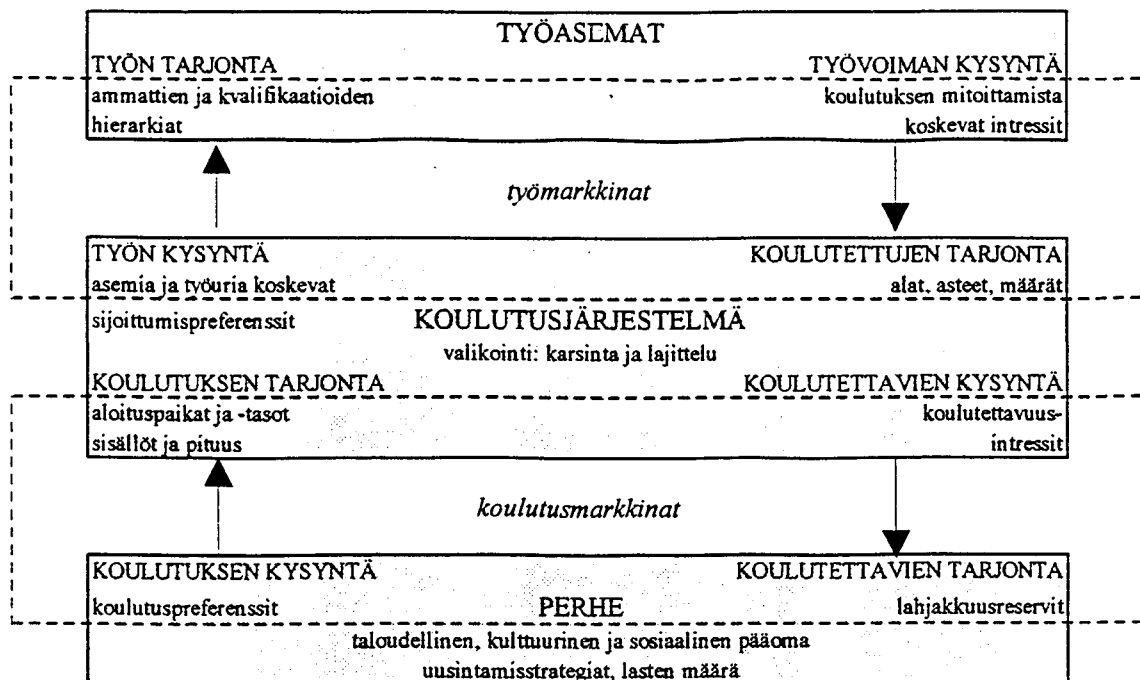 TYÖASEMAT
TYÖN TARJONTA
TYÖVOIMAN KYSYNTÄ
ammattien ja kvalifikaatioiden
koulutuksen mitoittamista
hierarkiat
koskevat intressit
työmarkkinat
TYÖN KYSYNTÄ
KOULUTETTUJEN TARJONTA
asemia ja työuria koskevat
alat, asteet, määrät
sijoittumispreferenssit
KOULUTUSJÄRJESTELMÄ
valikointi: karsinta ja lajittelu
KOULUTUKSEN TARJONTA
KOULUTETTAVIEN KYSYNTÄ
aloituspaikat ja -tasot
koulutettavuus-
sisällöt ja pituus
intressit
koulutusmarkkinat
KOULUTUKSEN KYSYNTÄ
KOULUTETTAVIEN TARJONTA
koulutuspreferenssit
PERHE
lahjakkuusreservit
taloudellinen, kulttuurinen ja sosiaalinen pääoma
uusintamisstrategiat, lasten määrä